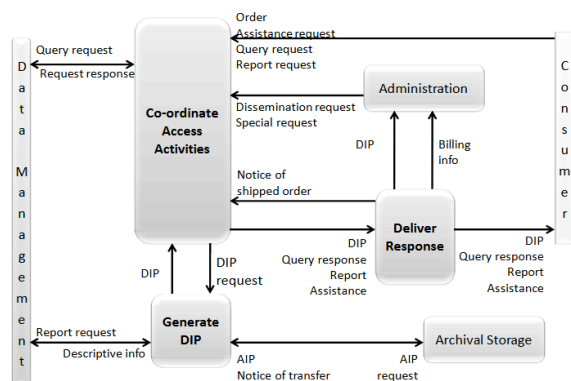 Order
Assistance request
Query request
Report request
Query request
Request response
Data Management
Co-ordinate
Access
Activities
Administration
Consumer
Dissemination request
Special request
DIP
Billing
info
Notice of
shipped order
Deliver
Response
DIP
Query response
Report
Assistance
DIP
Query response
Report
Assistance
DIP
DIP
request
Generate
DIP
Report request
Descriptive info
Archival Storage
AIP
Notice of transfer
AIP
request